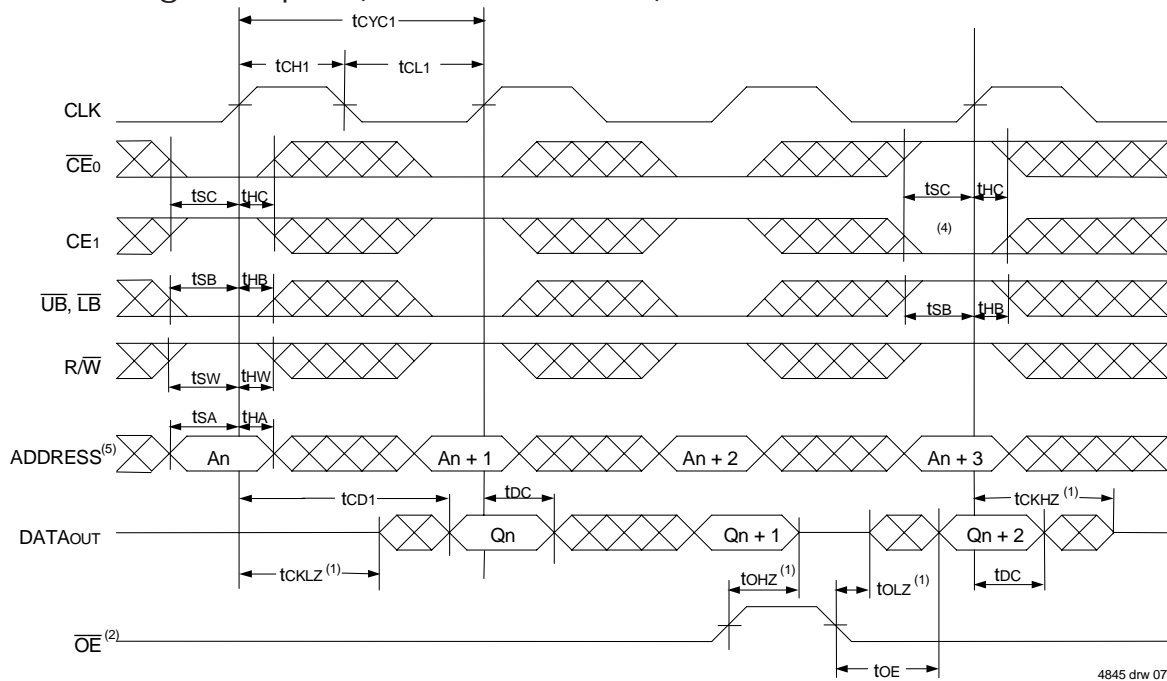 tCYC1
tCH1
tCL1
CLK
CE0
tSC
tHC
tSC
tHC
CE1
(4)
tSB
tHB
UB, LB
tSB
tHB
R/W
tSW
tHW
tSA
tHA
ADDRESS(5)
An
An + 1
An + 2
An + 3
tCD1
tDC
tCKHZ (1)
DATAOUT
Qn
Qn + 1
Qn + 2
tCKLZ (1)
tOHZ (1)
tOLZ (1)
tDC
OE (2)
tOE
4845 drw 07